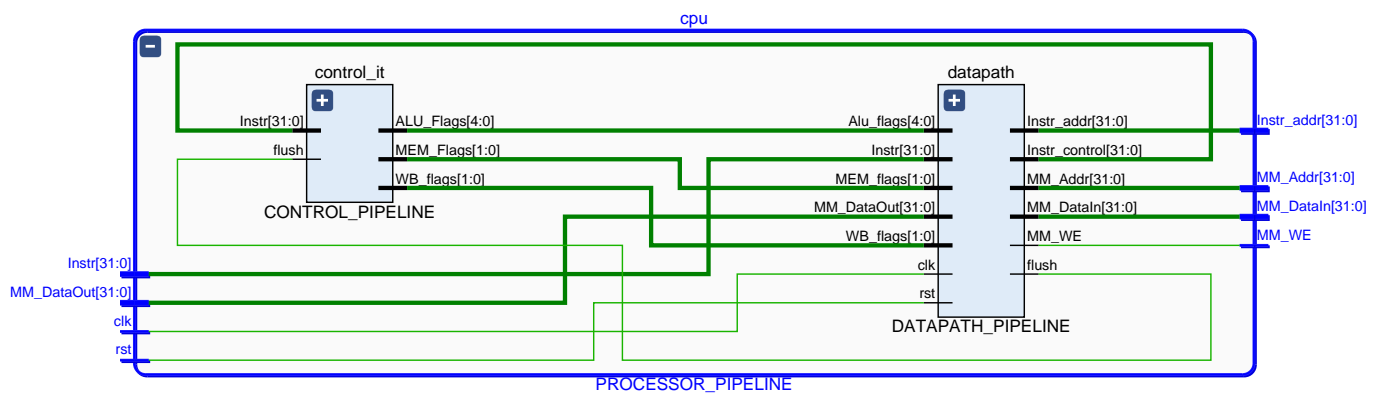 cpu
control_it
datapath
Instr[31:0]
ALU_Flags[4:0]
Alu_flags[4:0]
Instr_addr[31:0]
Instr_addr[31:0]
flush
MEM_Flags[1:0]
Instr[31:0]
Instr_control[31:0]
WB_flags[1:0]
MEM_flags[1:0]
MM_Addr[31:0]
MM_Addr[31:0]
CONTROL_PIPELINE
MM_DataOut[31:0]
MM_DataIn[31:0]
MM_DataIn[31:0]
WB_flags[1:0]
MM_WE
MM_WE
Instr[31:0]
clk
flush
MM_DataOut[31:0]
rst
clk
DATAPATH_PIPELINE
rst
PROCESSOR_PIPELINE